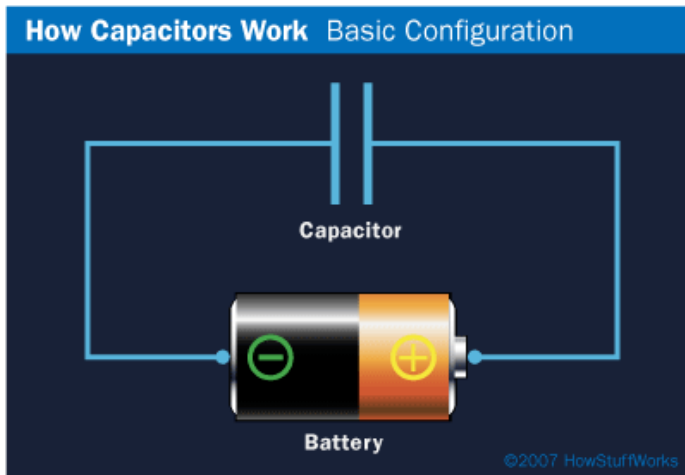 How Capacitors Work Basic Configuration
Capacitor
Battery
©2007 HowStuffWorks